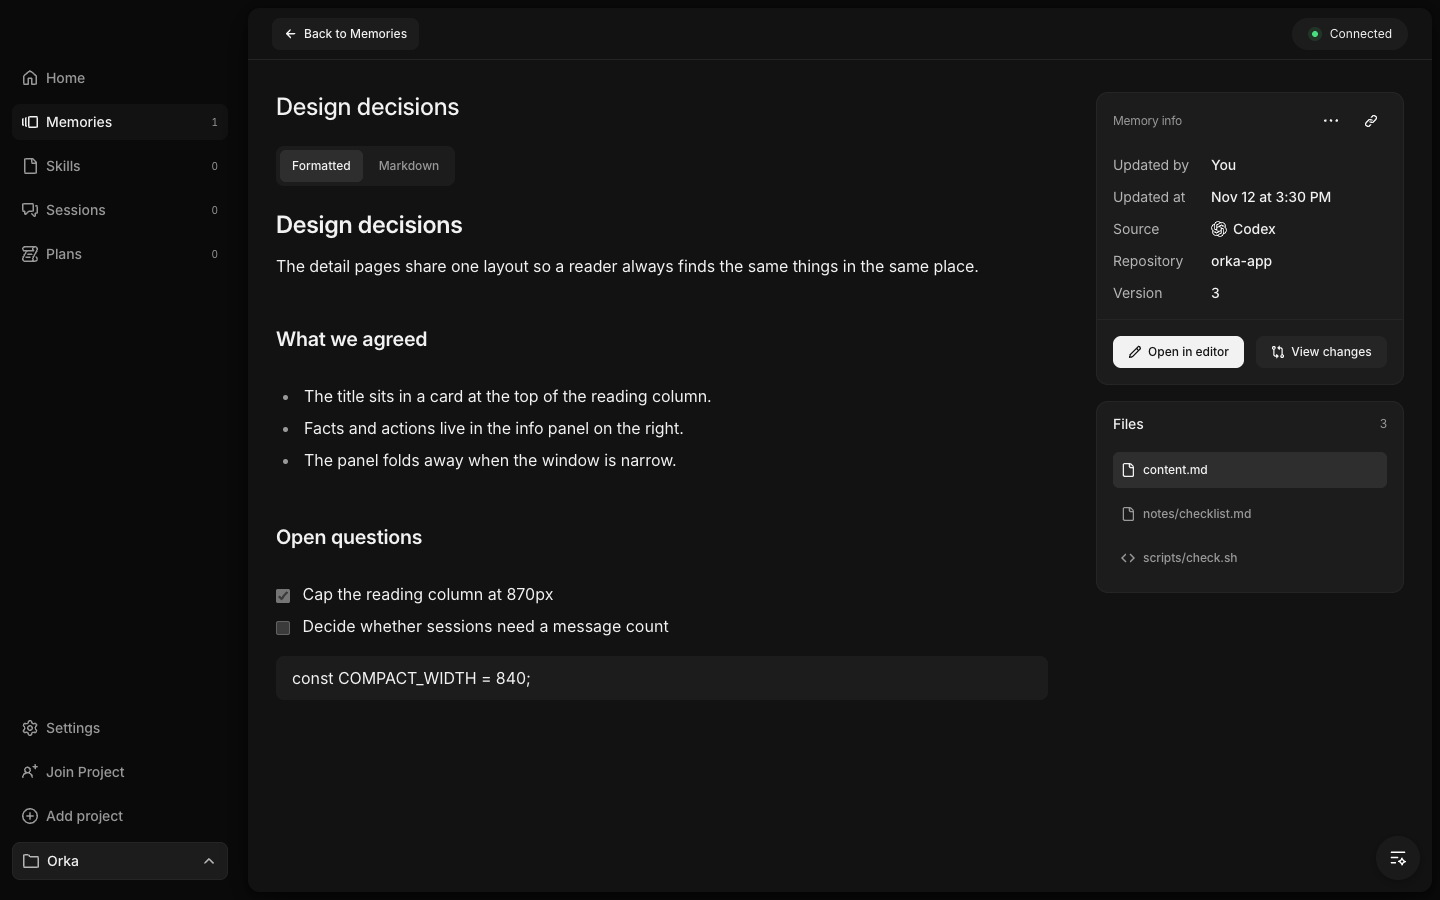 Back to Memories
Connected
Home
Memories 1
Skills 0
Sessions 0
Plans 0
Settings
Join Project
Add project
Orka
Design decisions
Formatted Markdown
Design decisions
The detail pages share one layout so a reader always finds the same things in the same place.
What we agreed
The title sits in a card at the top of the reading column.
Facts and actions live in the info panel on the right.
The panel folds away when the window is narrow.
Open questions
Cap the reading column at 870px
Decide whether sessions need a message count
const COMPACT_WIDTH = 840;
Memory info
Updated by You
Updated at Nov 12 at 3:30 PM
Source Codex
Repository orka-app
Version 3
Open in editor View changes
Files 3
content.md
notes/checklist.md
scripts/check.sh